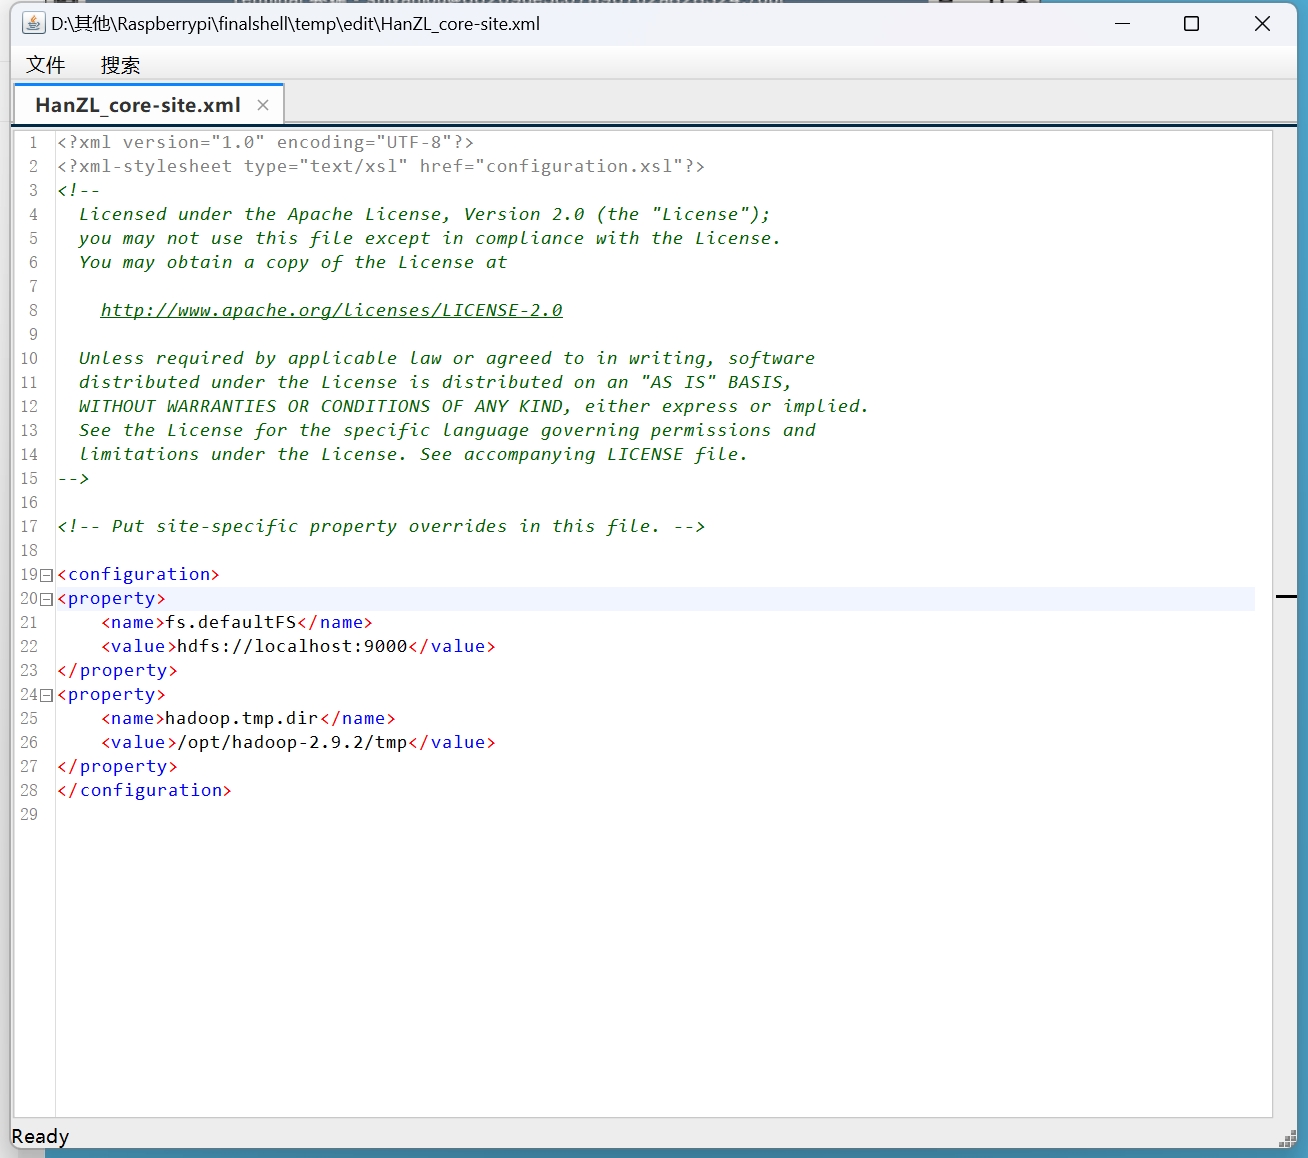 D:\其他\Raspberrypi\finalshell\temp\edit\HanZL_core-site.xml
文件 搜索
HanZL_core-site.xml
1 <?xml version="1.0" encoding="UTF-8"?>
2 <?xml-stylesheet type="text/xsl" href="configuration.xsl"?>
3 <!--
4   Licensed under the Apache License, Version 2.0 (the "License");
5   you may not use this file except in compliance with the License.
6   You may obtain a copy of the License at
7
8     http://www.apache.org/licenses/LICENSE-2.0
9
10   Unless required by applicable law or agreed to in writing, software
11   distributed under the License is distributed on an "AS IS" BASIS,
12   WITHOUT WARRANTIES OR CONDITIONS OF ANY KIND, either express or implied.
13   See the License for the specific language governing permissions and
14   limitations under the License. See accompanying LICENSE file.
15 -->
16
17 <!-- Put site-specific property overrides in this file. -->
18
19 <configuration>
20 <property>
21     <name>fs.defaultFS</name>
22     <value>hdfs://localhost:9000</value>
23 </property>
24 <property>
25     <name>hadoop.tmp.dir</name>
26     <value>/opt/hadoop-2.9.2/tmp</value>
27 </property>
28 </configuration>
29
Ready